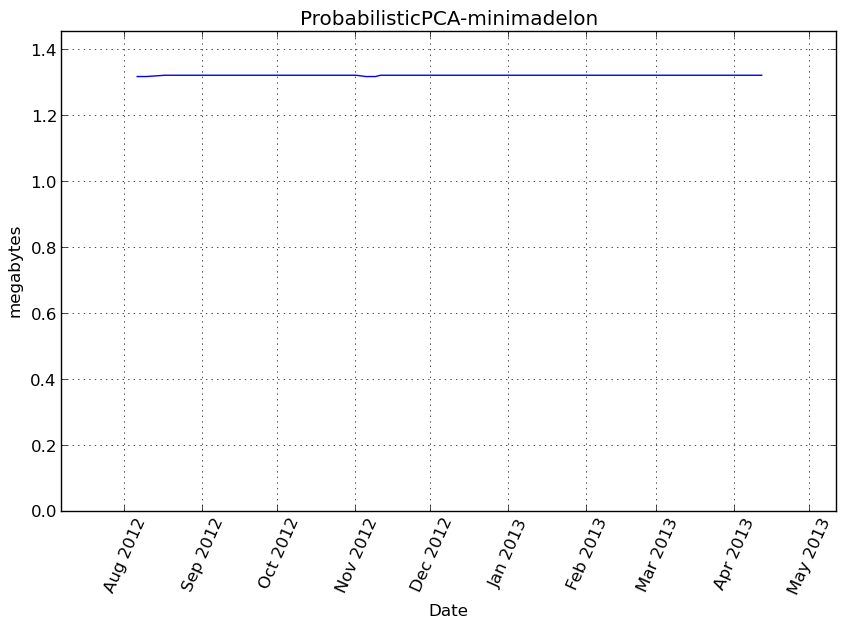 ProbabilisticPCA-minimadelon
1.4
1.2
1.0
0.8
0.6
0.4
0.2
0.0
megabytes
Aug 2012
Sep 2012
Oct 2012
Nov 2012
Dec 2012
Jan 2013
Feb 2013
Mar 2013
Apr 2013
May 2013
Date